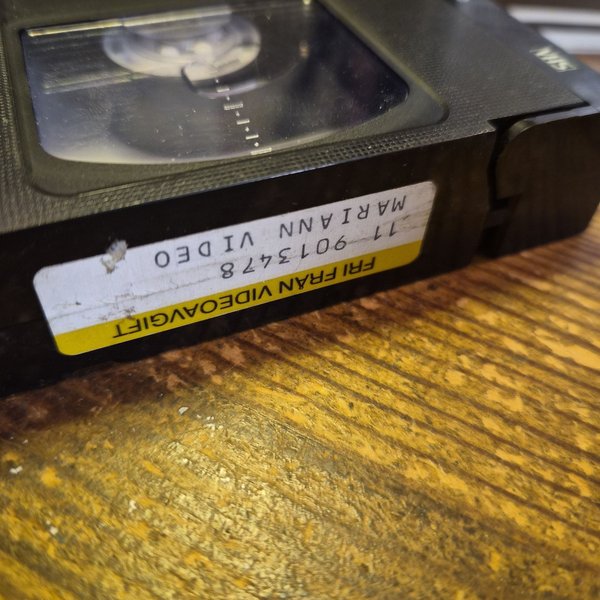 VHS
FRI FRÅN VIDEOAVGIFT
11 9013478
MARIANN VIDEO